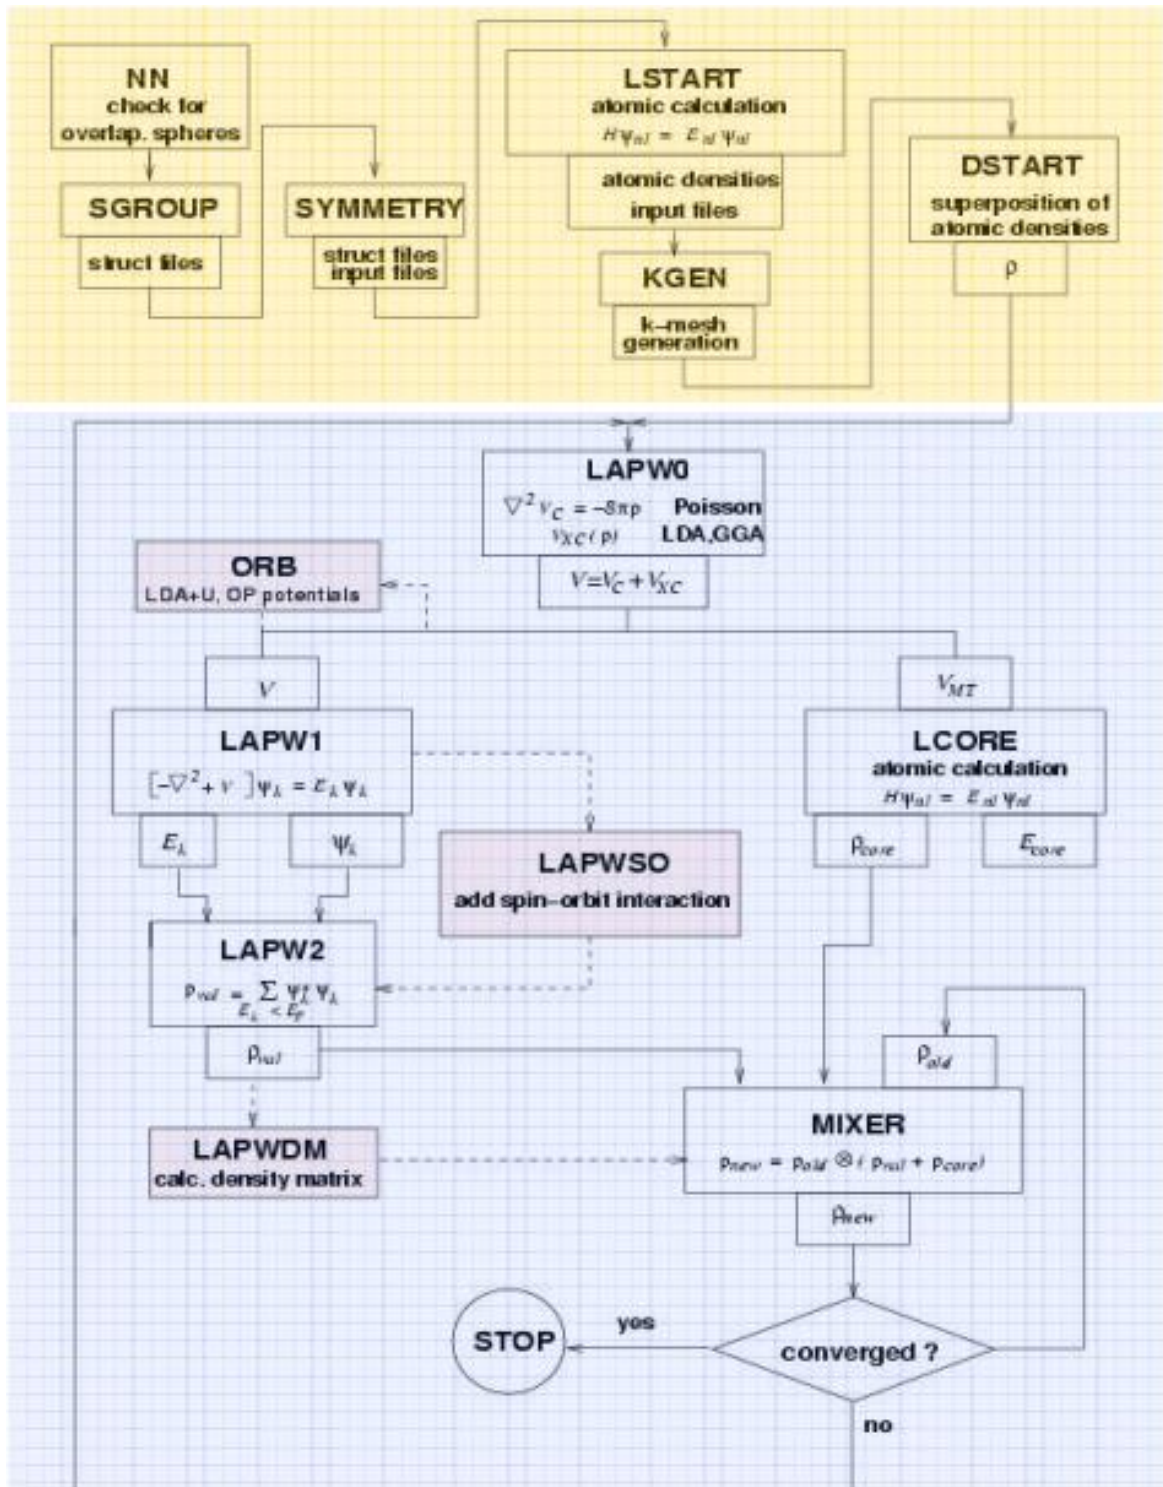 NN
check for
overlap. spheres
SGROUP
struct files
SYMMETRY
struct files
input files
LSTART
atomic calculation
Hψnl = Enl ψnl
atomic densities
input files
KGEN
k-mesh
generation
DSTART
superposition of
atomic densities
ρ
LAPW0
∇²VC = -8πρ Poisson
VXC(ρ) LDA,GGA
V=VC+VXC
ORB
LDA+U, OP potentials
V
VMT
LAPW1
[-∇²+V]ψk = Ek ψk
Ek ψk
LCORE
atomic calculation
Hψnl = Enl ψnl
ρcore Ecore
LAPWSO
add spin-orbit interaction
LAPW2
ρval = Σ ψk* ψk
Ek < EF
ρval
ρold
LAPWDM
calc. density matrix
MIXER
ρnew = ρold ⊗ (ρval + ρcore)
ρnew
STOP
yes
converged ?
no